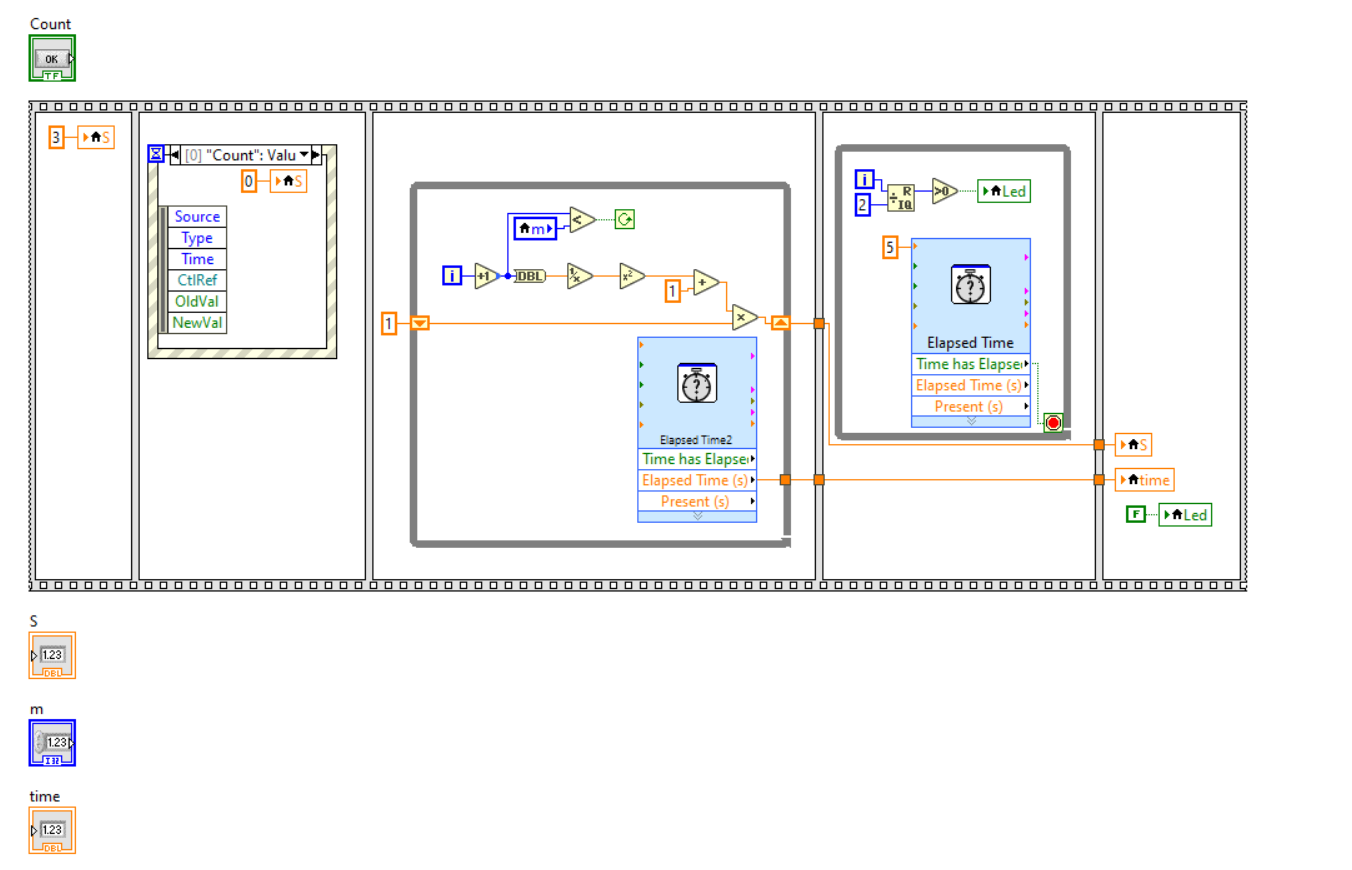 Count
OK
TF
3 S
[0] "Count": Valu
0 S
Source
Type
Time
CtlRef
OldVal
NewVal
m <
i +1 DBL 1/x x² +
1
×
1
?
Elapsed Time2
Time has Elapse
Elapsed Time (s)
Present (s)
i
2
R
IQ
>0
Led
5
?
Elapsed Time
Time has Elapse
Elapsed Time (s)
Present (s)
S
time
F Led
S
1.23
DBL
m
1.23
I32
time
1.23
DBL